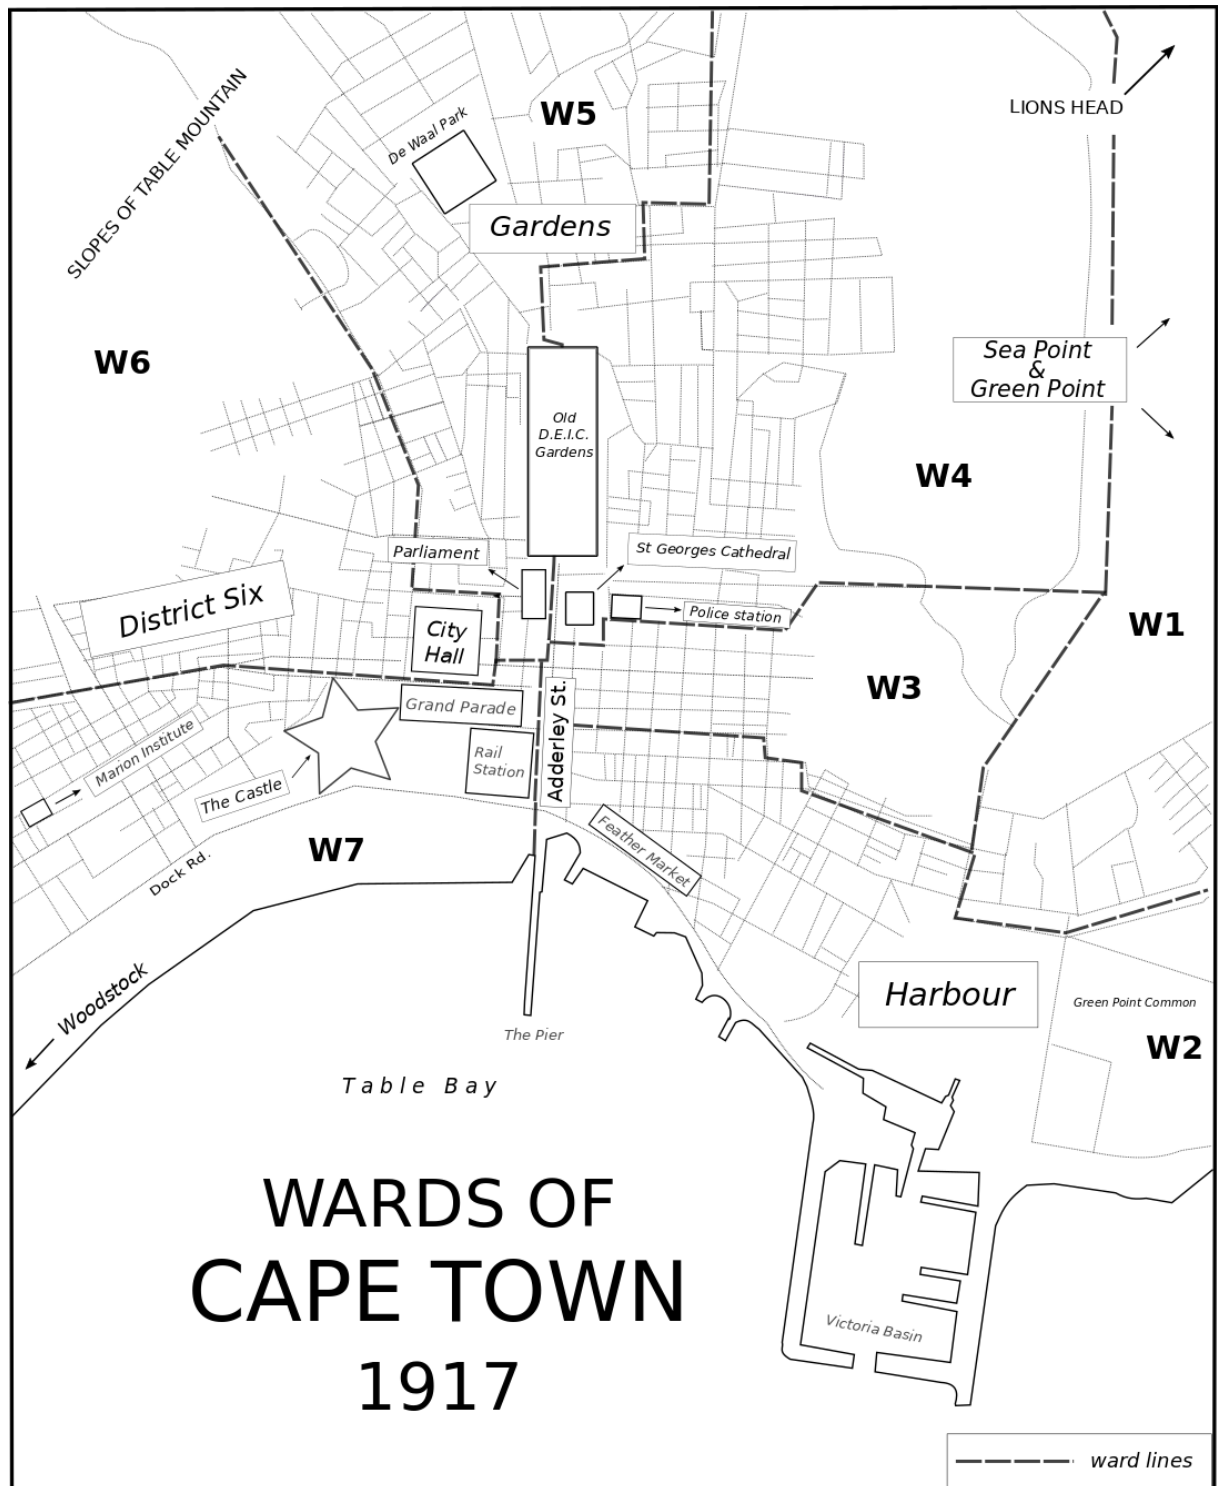 W5
LIONS HEAD
De Waal Park
SLOPES OF TABLE MOUNTAIN
Gardens
W6
Sea Point
&
Green Point
Old
D.E.I.C.
Gardens
W4
Parliament
St Georges Cathedral
District Six
Police station
City
Hall
W1
W3
Grand Parade
Adderley St.
Marion Institute
Rail
Station
The Castle
Feather Market
W7
Dock Rd.
Woodstock
Harbour
Green Point Common
The Pier
W2
Table Bay
WARDS OF
CAPE TOWN
1917
Victoria Basin
ward lines